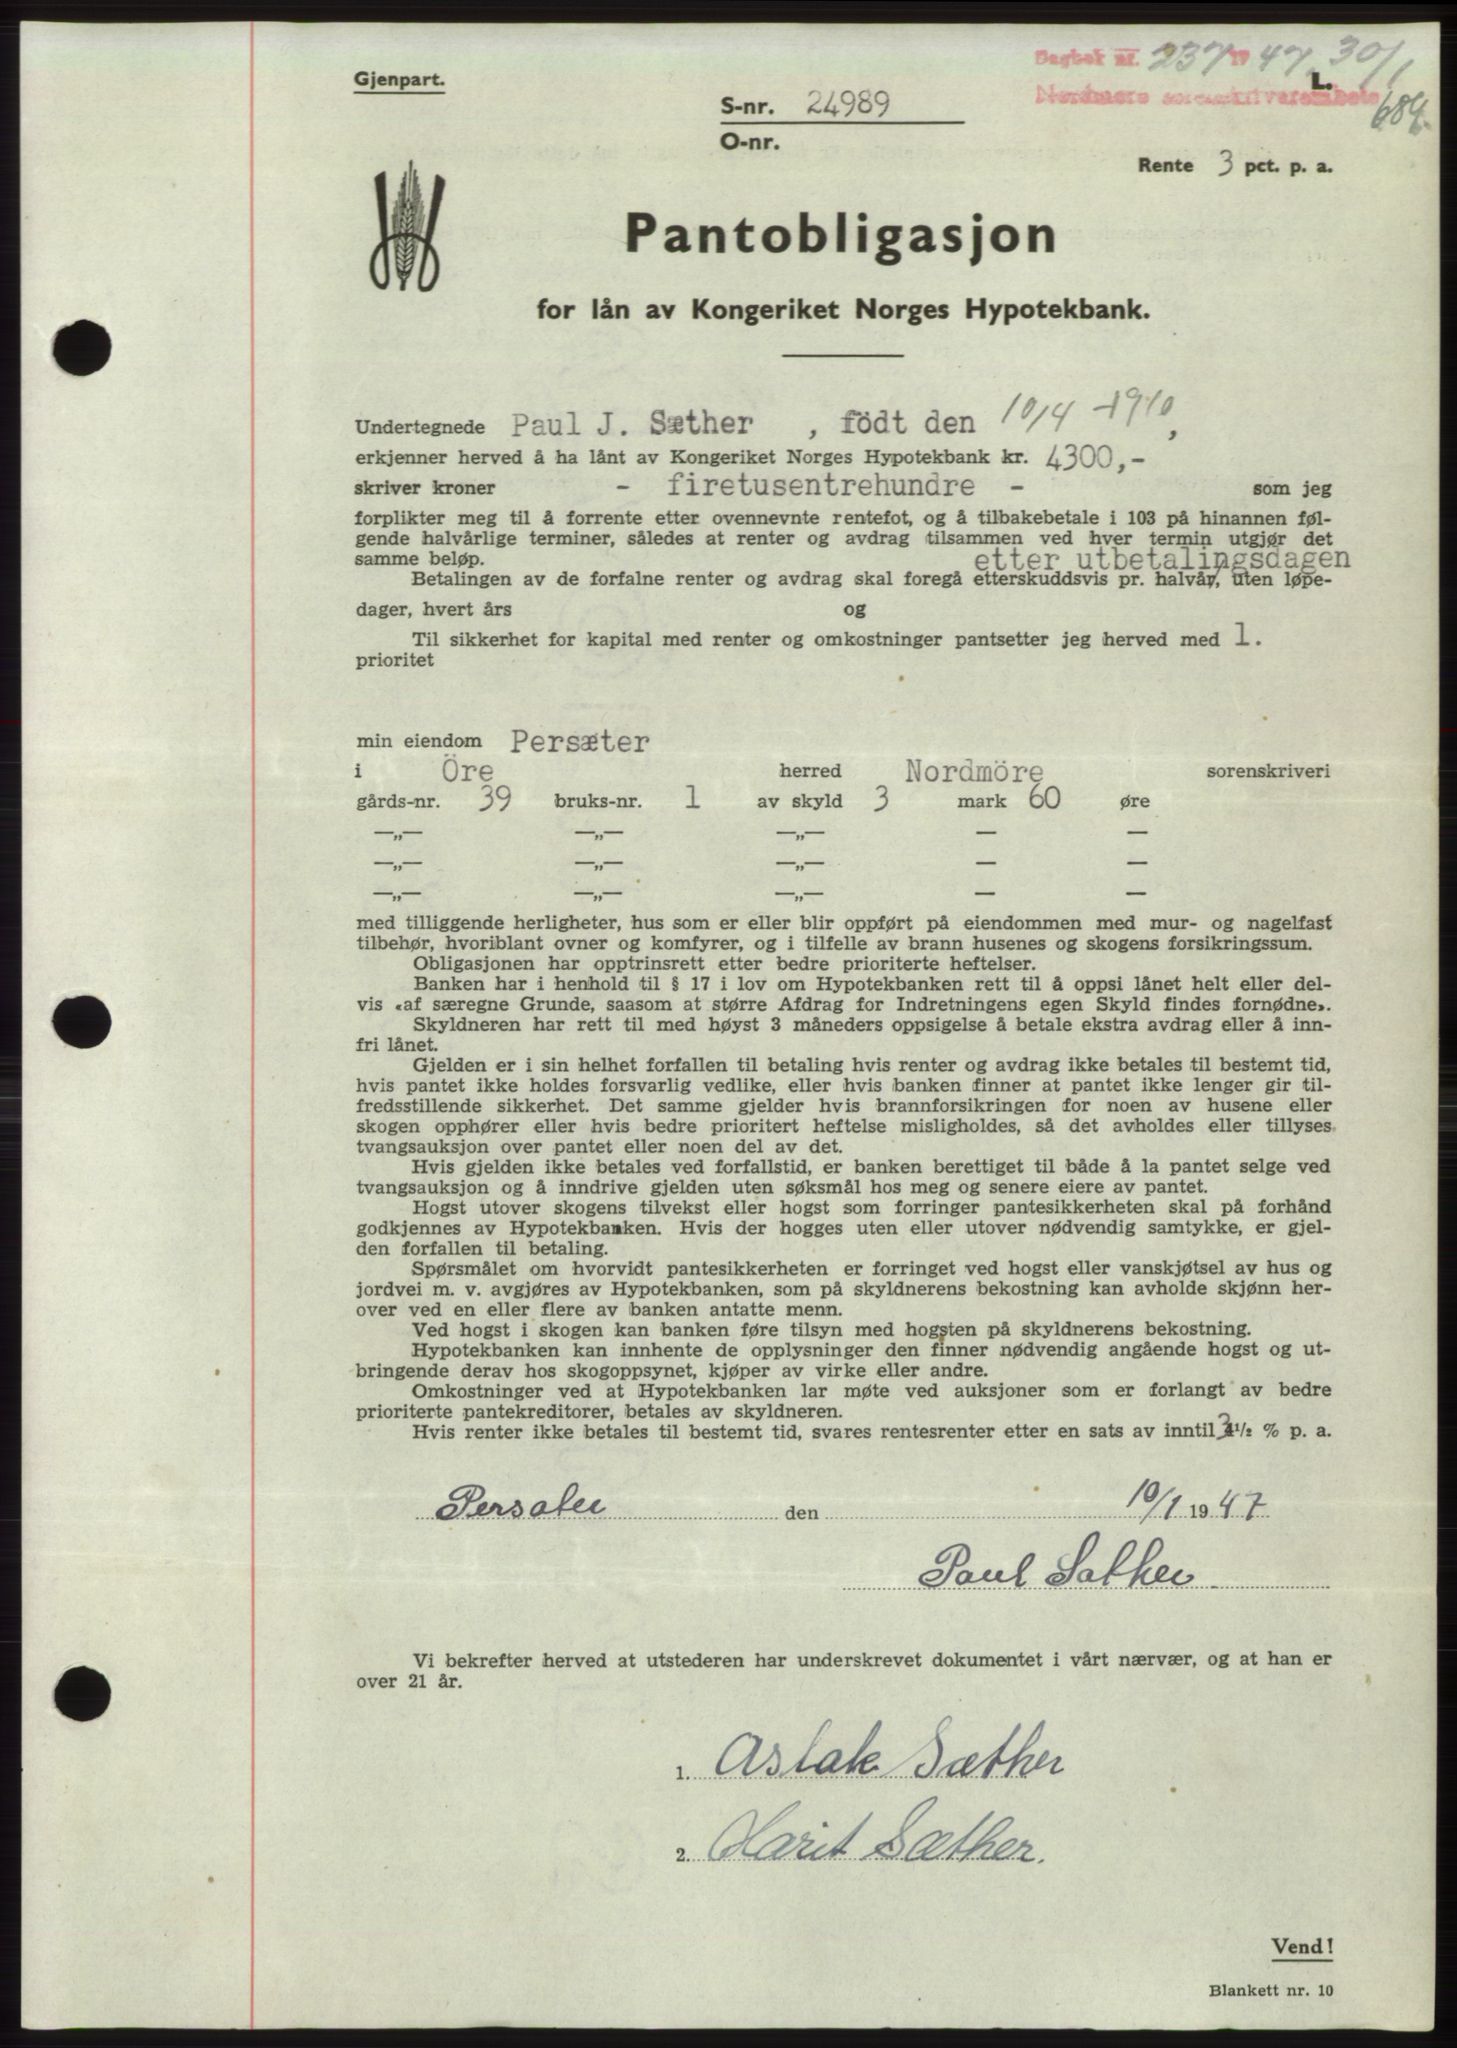 Dagbok nr. 237 1947, 30/1
Gjenpart.
L.
S-nr. 24989
Nordmøre sorenskriverembete
684.
O-nr.
Rente 3 pct. p. a.
Pantobligasjon
for lån av Kongeriket Norges Hypotekbank.
Undertegnede Paul J. Sæther , födt den 10/4 -1910,
erkjenner herved å ha lånt av Kongeriket Norges Hypotekbank kr. 4300,-
skriver kroner - firetusentrehundre - som jeg
forplikter meg til å forrente etter ovennevnte rentefot, og å tilbakebetale i 103 på hinannen føl-
gende halvårlige terminer, således at renter og avdrag tilsammen ved hver termin utgjør det
samme beløp. etter utbetalingsdagen
Betalingen av de forfalne renter og avdrag skal foregå etterskuddsvis pr. halvår, uten løpe-
dager, hvert års og
Til sikkerhet for kapital med renter og omkostninger pantsetter jeg herved med 1.
prioritet
min eiendom Persæter
i Öre herred Nordmöre sorenskriveri
gårds-nr. 39 bruks-nr. 1 av skyld 3 mark 60 øre
—„— —„— —„— — —
—„— —„— —„— — —
—„— —„— —„— — —
med tilliggende herligheter, hus som er eller blir oppført på eiendommen med mur- og nagelfast
tilbehør, hvoriblant ovner og komfyrer, og i tilfelle av brann husenes og skogens forsikringssum.
Obligasjonen har opptrinsrett etter bedre prioriterte heftelser.
Banken har i henhold til § 17 i lov om Hypotekbanken rett til å oppsi lånet helt eller del-
vis «af særegne Grunde, saasom at større Afdrag for Indretningens egen Skyld findes fornødne».
Skyldneren har rett til med høyst 3 måneders oppsigelse å betale ekstra avdrag eller å inn-
fri lånet.
Gjelden er i sin helhet forfallen til betaling hvis renter og avdrag ikke betales til bestemt tid,
hvis pantet ikke holdes forsvarlig vedlike, eller hvis banken finner at pantet ikke lenger gir til-
fredsstillende sikkerhet. Det samme gjelder hvis brannforsikringen for noen av husene eller
skogen opphører eller hvis bedre prioritert heftelse misligholdes, så det avholdes eller tillyses
tvangsauksjon over pantet eller noen del av det.
Hvis gjelden ikke betales ved forfallstid, er banken berettiget til både å la pantet selge ved
tvangsauksjon og å inndrive gjelden uten søksmål hos meg og senere eiere av pantet.
Hogst utover skogens tilvekst eller hogst som forringer pantesikkerheten skal på forhånd
godkjennes av Hypotekbanken. Hvis der hogges uten eller utover nødvendig samtykke, er gjel-
den forfallen til betaling.
Spørsmålet om hvorvidt pantesikkerheten er forringet ved hogst eller vanskjøtsel av hus og
jordvei m. v. avgjøres av Hypotekbanken, som på skyldnerens bekostning kan avholde skjønn her-
over ved en eller flere av banken antatte menn.
Ved hogst i skogen kan banken føre tilsyn med hogsten på skyldnerens bekostning.
Hypotekbanken kan innhente de opplysninger den finner nødvendig angående hogst og ut-
bringende derav hos skogoppsynet, kjøper av virke eller andre.
Omkostninger ved at Hypotekbanken lar møte ved auksjoner som er forlangt av bedre
prioriterte pantekreditorer, betales av skyldneren.
Hvis renter ikke betales til bestemt tid, svares rentesrenter etter en sats av inntil 3 1/2 % p. a.
Persæter den 10/1 1947
Paul Sæther
Vi bekrefter herved at utstederen har underskrevet dokumentet i vårt nærvær, og at han er
over 21 år.
1. Aslak Sæther
2. Marit Sæther.
Vend!
Blankett nr. 10